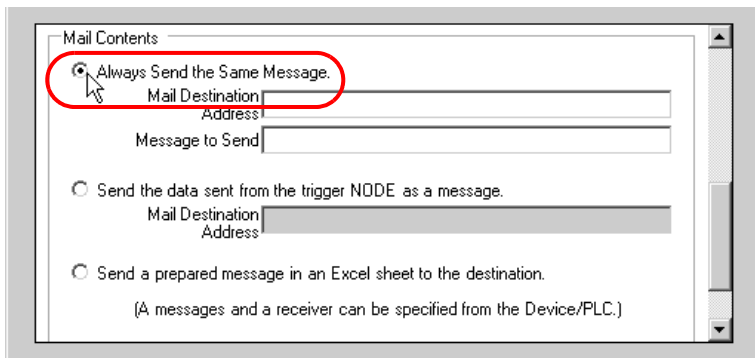 Mail Contents
Always Send the Same Message.
Mail Destination
Address
Message to Send
Send the data sent from the trigger NODE as a message.
Mail Destination
Address
Send a prepared message in an Excel sheet to the destination.
(A messages and a receiver can be specified from the Device/PLC.)